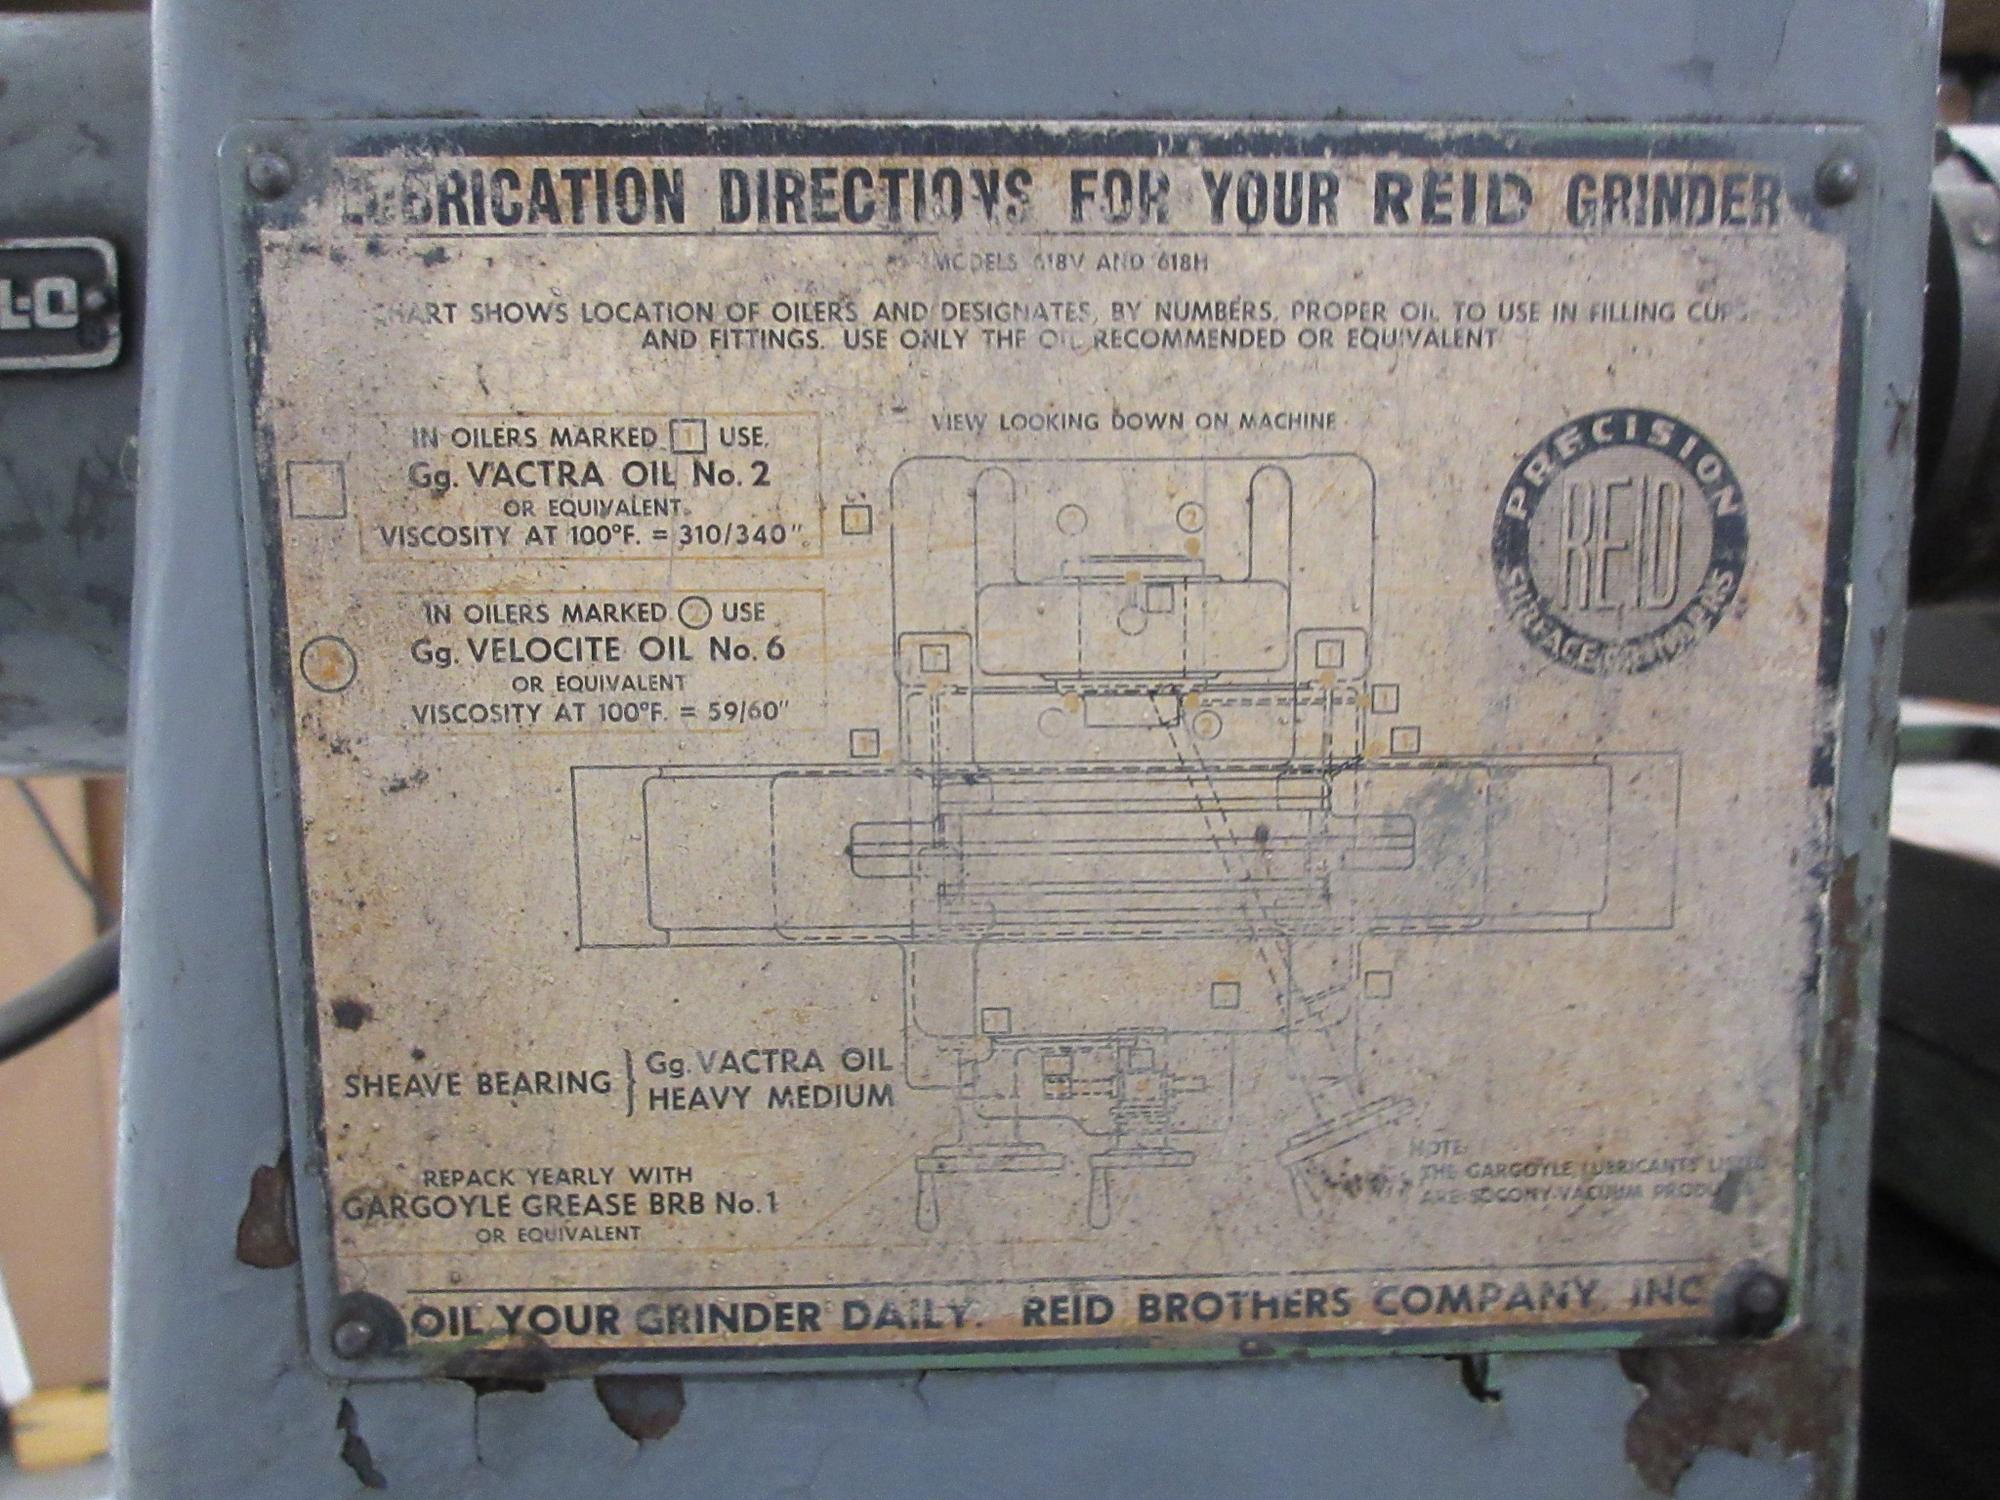 LUBRICATION DIRECTIONS FOR YOUR REID GRINDER
MODELS 618V AND 618H
CHART SHOWS LOCATION OF OILERS AND DESIGNATES, BY NUMBERS, PROPER OIL TO USE IN FILLING CUPS
AND FITTINGS. USE ONLY THE OIL RECOMMENDED OR EQUIVALENT
IN OILERS MARKED 1 USE
Gg. VACTRA OIL No. 2
OR EQUIVALENT
VISCOSITY AT 100°F. = 310/340"
IN OILERS MARKED 2 USE
Gg. VELOCITE OIL No. 6
OR EQUIVALENT
VISCOSITY AT 100°F. = 59/60"
VIEW LOOKING DOWN ON MACHINE
PRECISION
REID
SURFACE GRINDERS
L-O
SHEAVE BEARING
Gg. VACTRA OIL
HEAVY MEDIUM
REPACK YEARLY WITH
GARGOYLE GREASE BRB No. 1
OR EQUIVALENT
NOTE:
THE GARGOYLE LUBRICANTS LISTED
ARE SOCONY-VACUUM
OIL YOUR GRINDER DAILY. REID BROTHERS COMPANY, INC